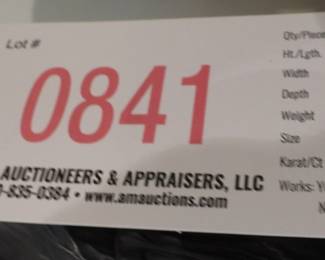 Lot #
0841
AUCTIONEERS & APPRAISERS, LLC
-835-0384 • www.amauctions.com
Qty/Piece
Ht./Lgth.
Width
Depth
Weight
Size
Karat/Ct
Works: Y
N